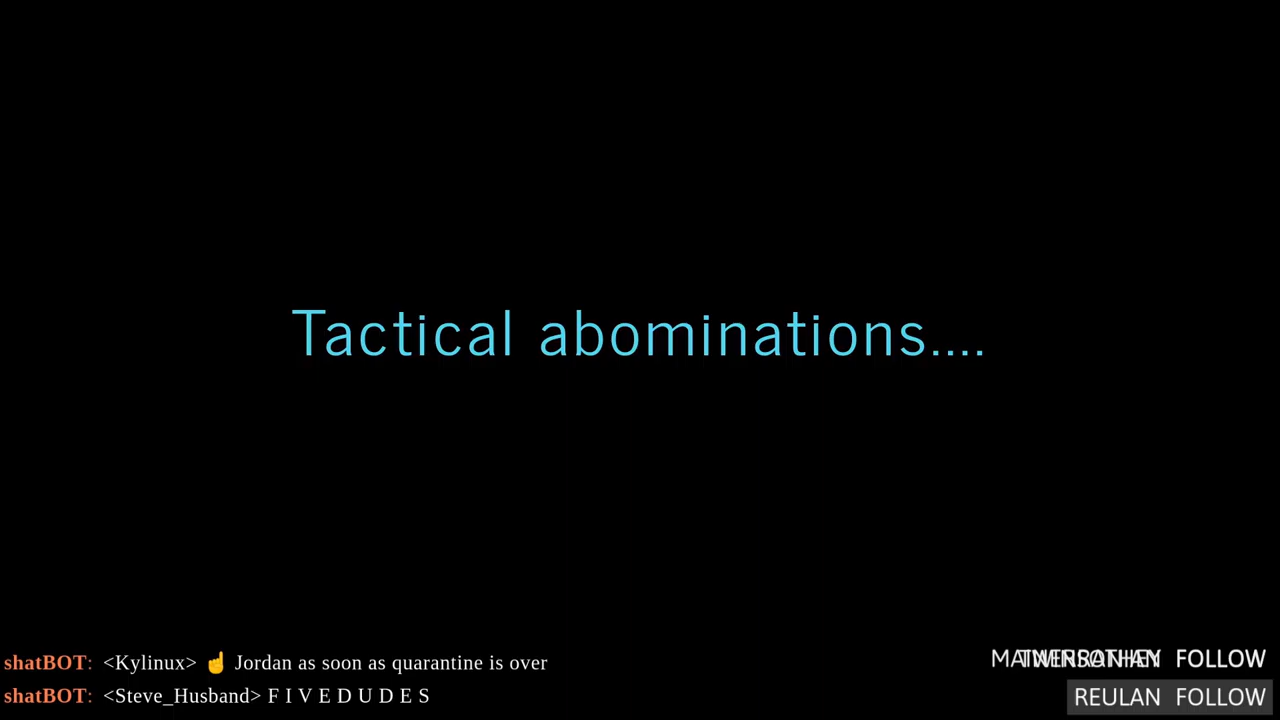 Tactical abominations....
shatBOT: <Kylinux> ☝ Jordan as soon as quarantine is over
FOLLOW
shatBOT: <Steve_Husband> F I V E D U D E S
REULAN FOLLOW